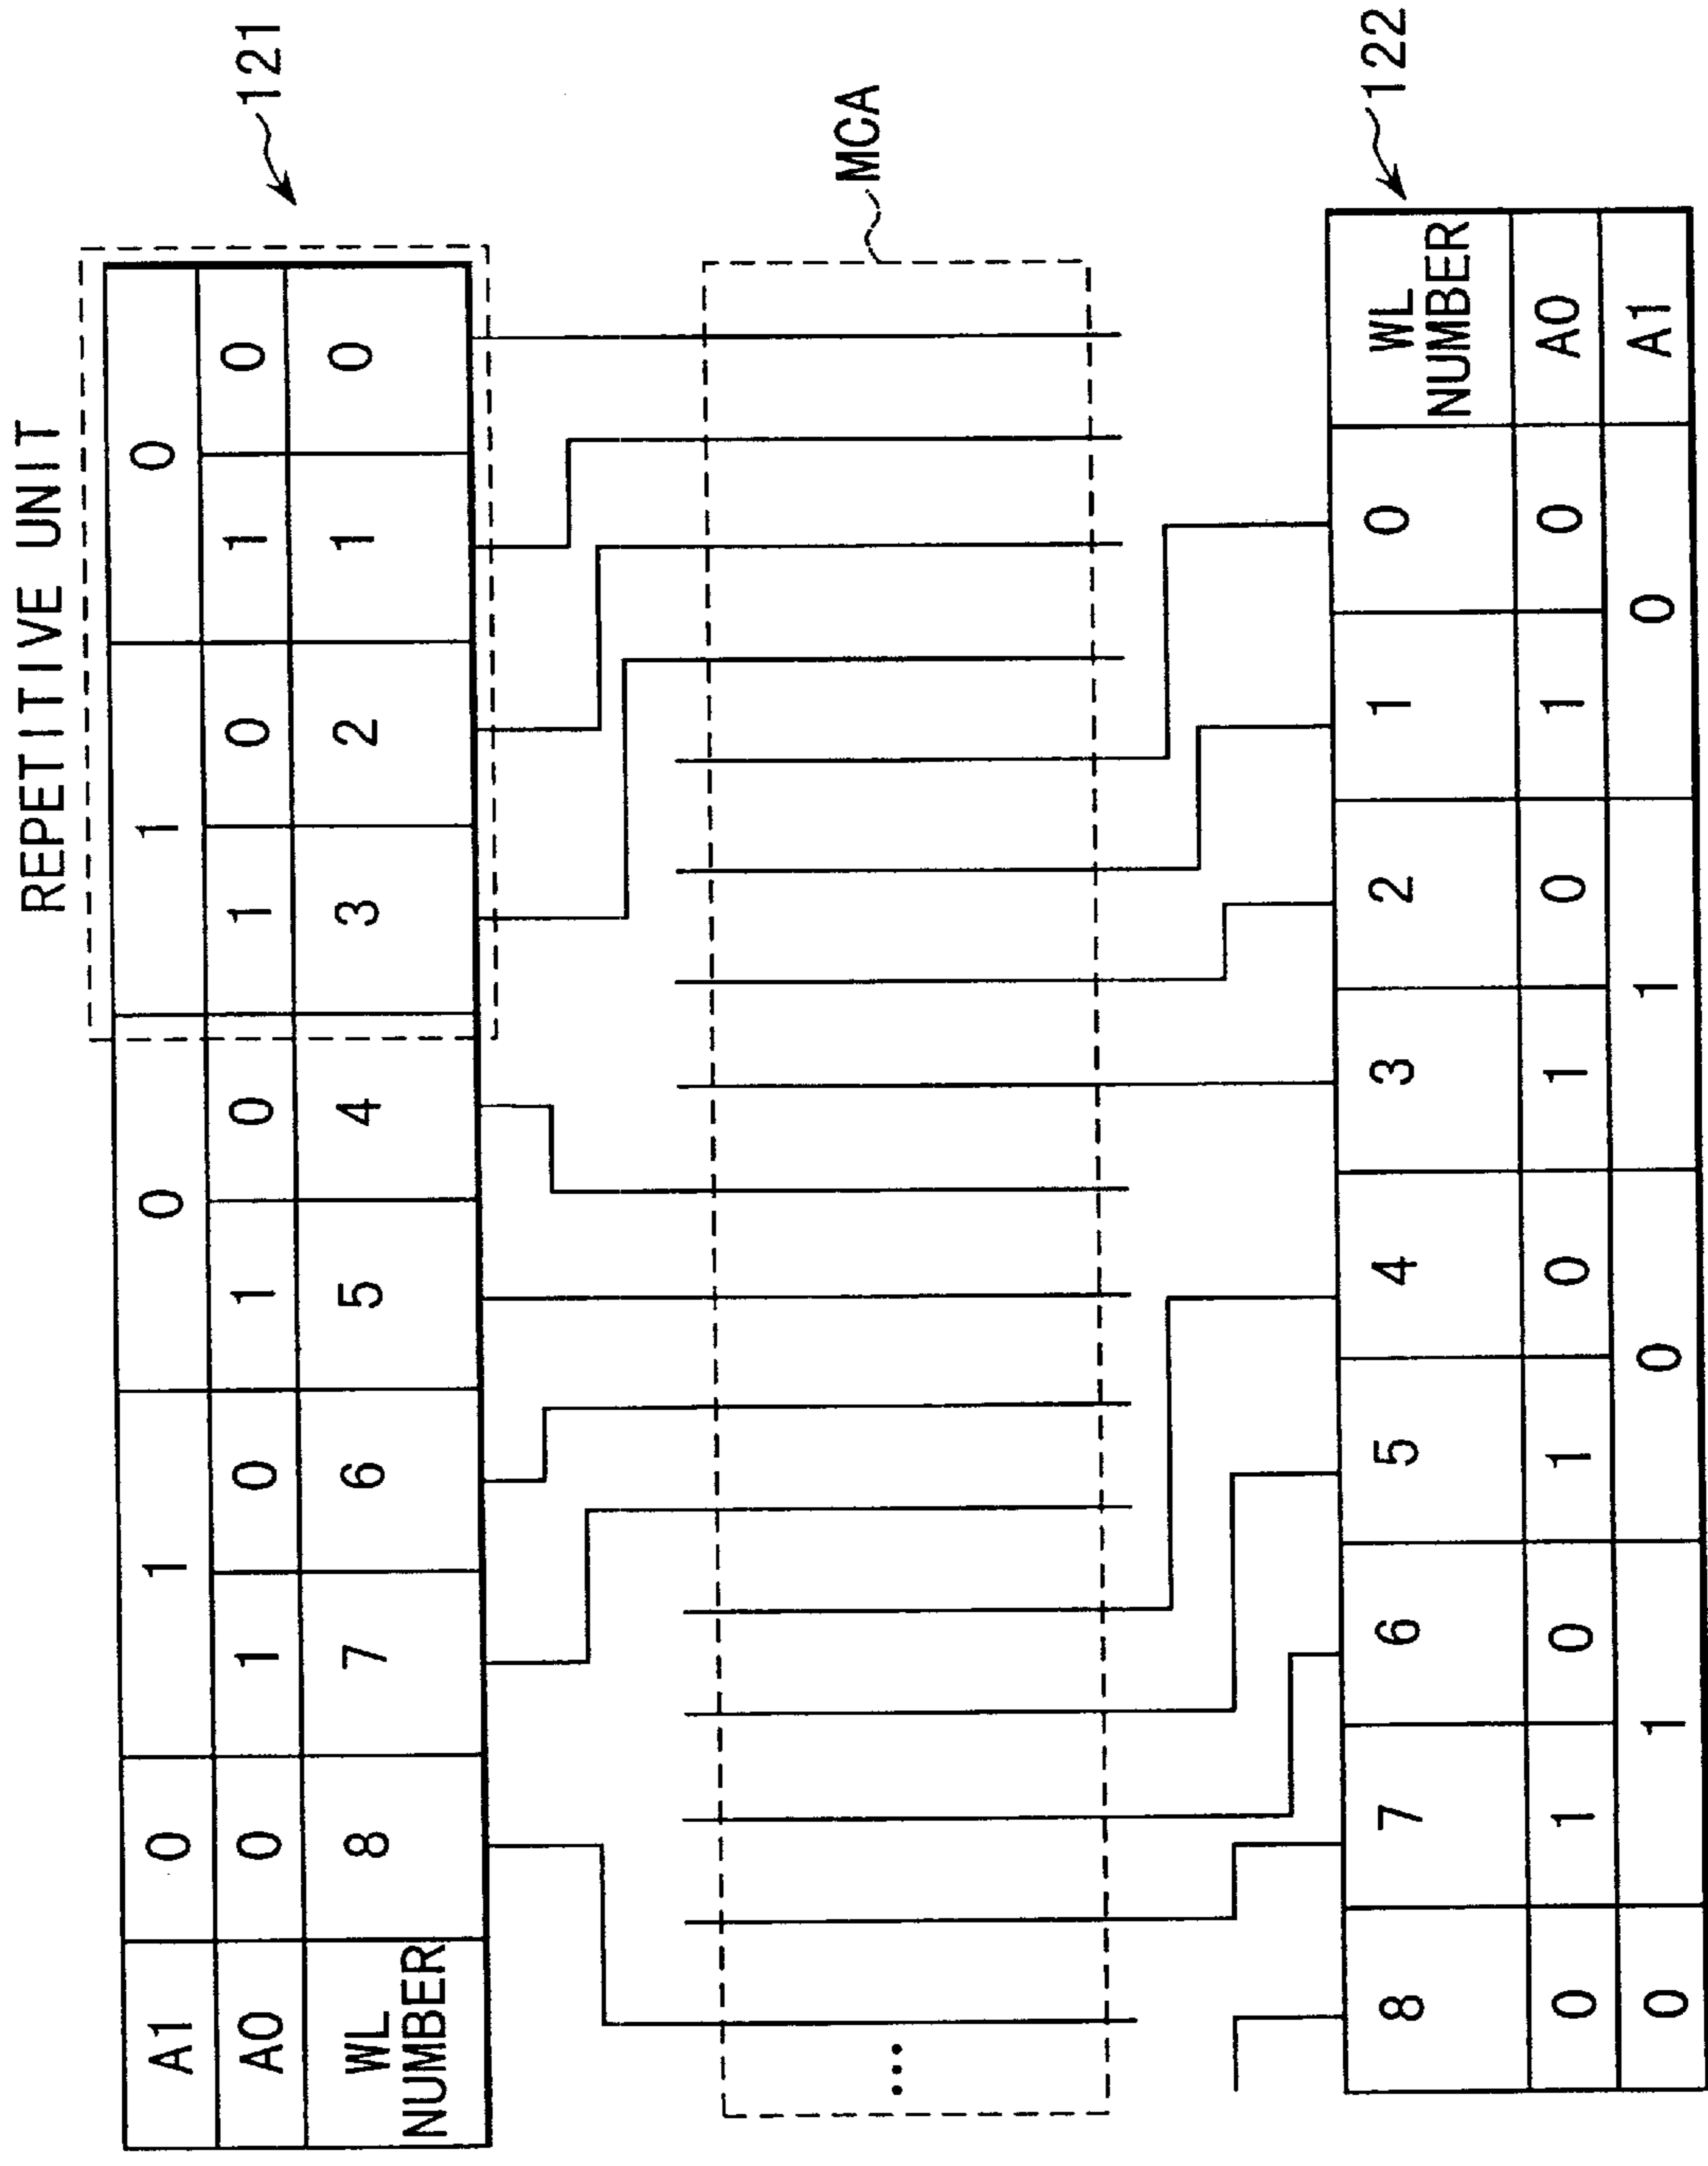 REPETITIVE UNIT
A1 0 1 0 1 0
A0 0 1 0 1 0 1 0 1 0
121
WL
NUMBER 8 7 6 5 4 3 2 1 0
MCA
...
8 7 6 5 4 3 2 1 0 WL
NUMBER
122
0 1 0 1 0 1 0 1 0 A0
0 1 0 1 0 A1